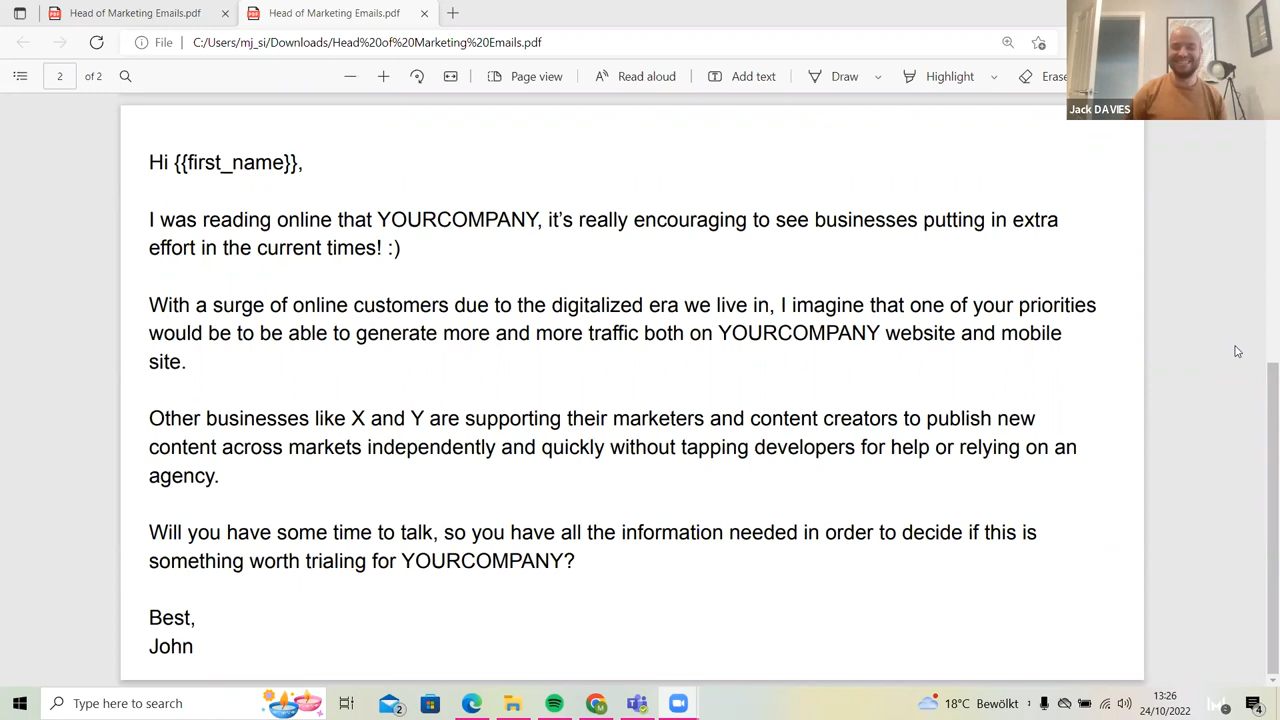 Head of Marketing Emails.pdf
Head of Marketing Emails.pdf
File
C:/Users/mj_si/Downloads/Head%20of%20Marketing%20Emails.pdf
2 of 2
Page view
Read aloud
Add text
Draw
Highlight
Erase
Jack DAVIES
Hi {{first_name}},
I was reading online that YOURCOMPANY, it’s really encouraging to see businesses putting in extra
effort in the current times! :)
With a surge of online customers due to the digitalized era we live in, I imagine that one of your priorities
would be to be able to generate more and more traffic both on YOURCOMPANY website and mobile
site.
Other businesses like X and Y are supporting their marketers and content creators to publish new
content across markets independently and quickly without tapping developers for help or relying on an
agency.
Will you have some time to talk, so you have all the information needed in order to decide if this is
something worth trialing for YOURCOMPANY?
Best,
John
Type here to search
2
18°C Bewölkt
13:26
24/10/2022
4